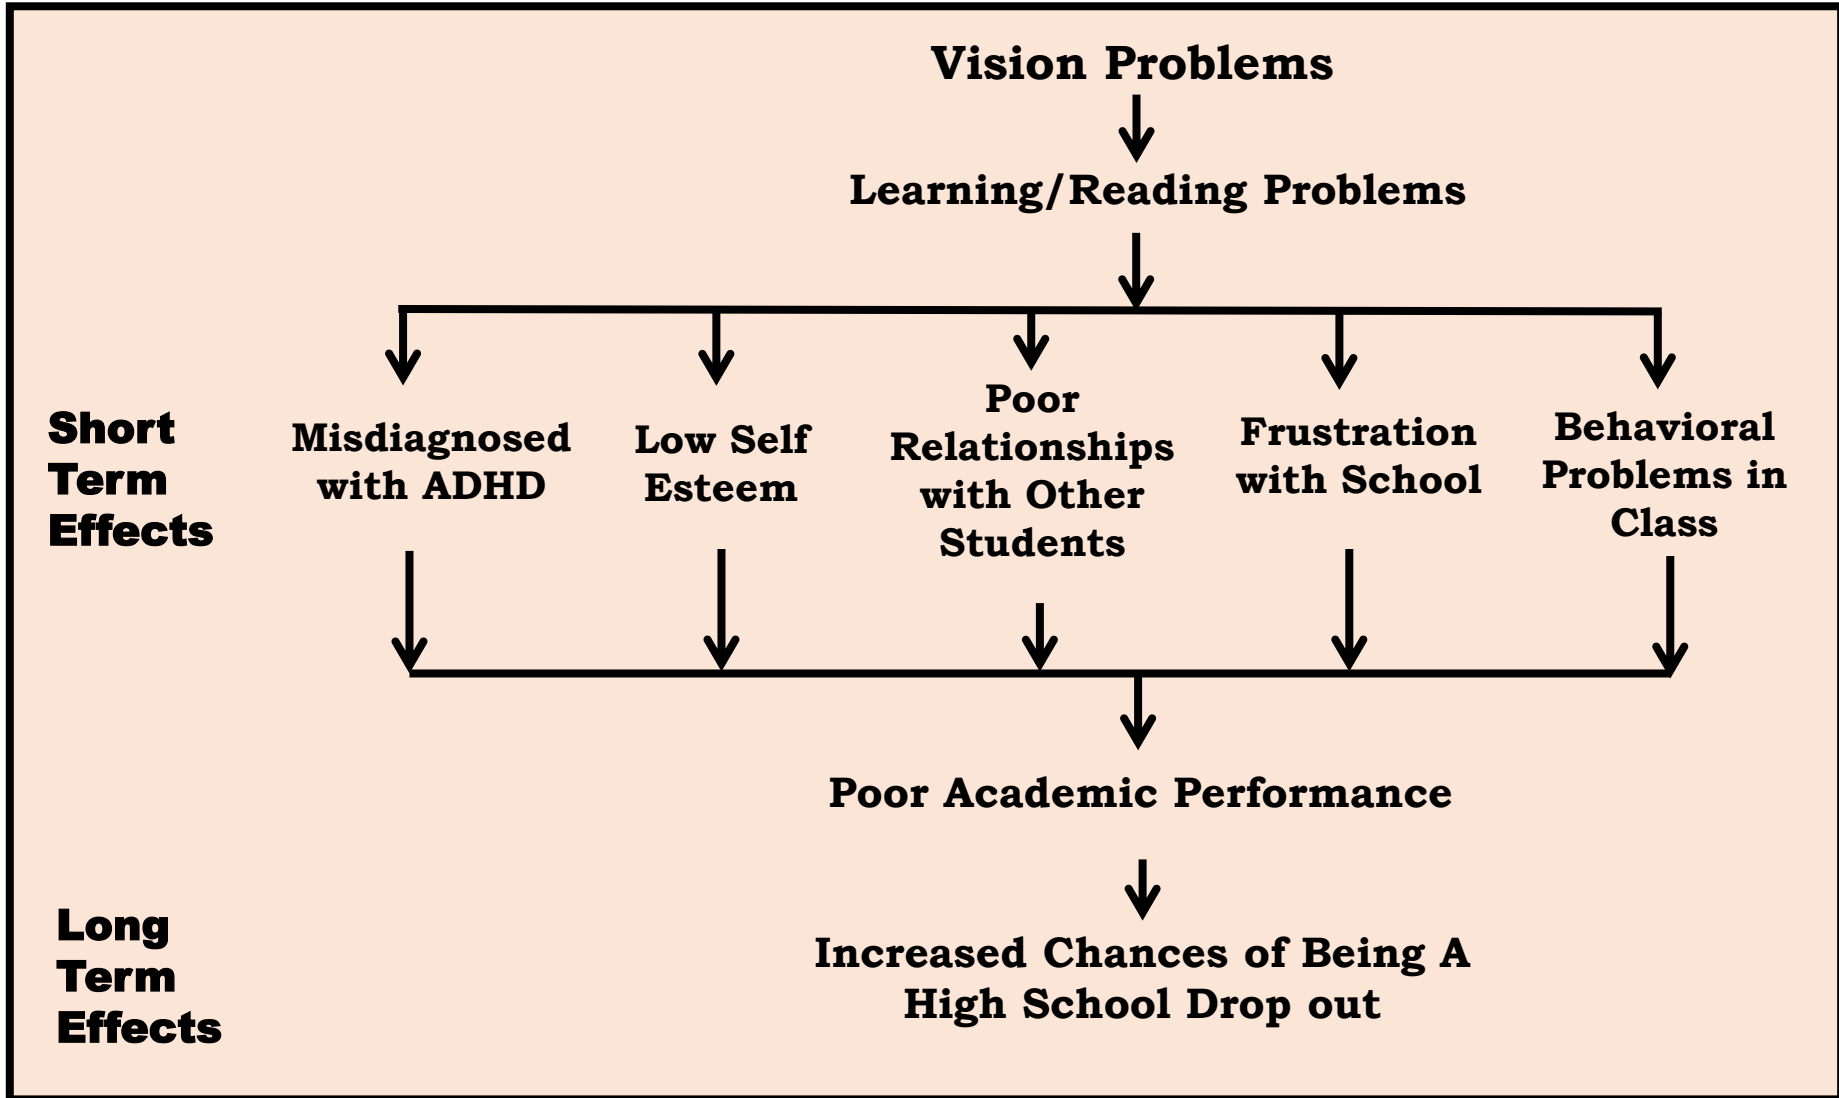 Vision Problems
Learning/Reading Problems
Short
Term
Effects
Misdiagnosed
with ADHD
Low Self
Esteem
Poor
Relationships
with Other
Students
Frustration
with School
Behavioral
Problems in
Class
Poor Academic Performance
Long
Term
Effects
Increased Chances of Being A
High School Drop out